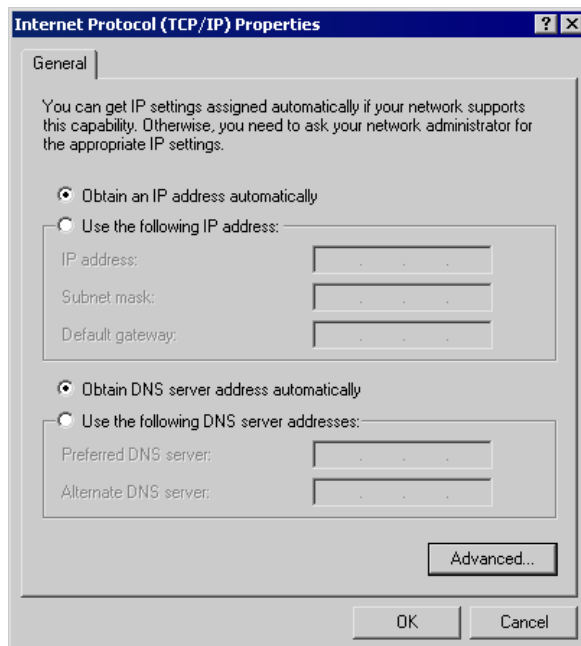 Internet Protocol (TCP/IP) Properties
General
You can get IP settings assigned automatically if your network supports
this capability. Otherwise, you need to ask your network administrator for
the appropriate IP settings.
Obtain an IP address automatically
Use the following IP address:
IP address:
Subnet mask:
Default gateway:
Obtain DNS server address automatically
Use the following DNS server addresses:
Preferred DNS server:
Alternate DNS server:
Advanced...
OK
Cancel